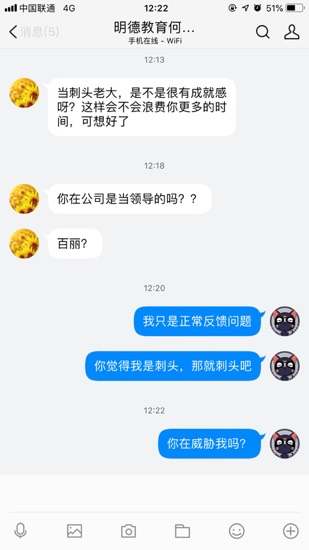 中国联通 4G 12:22 51%
消息(5) 明德教育何...
手机在线 - WiFi
12:13
当刺头老大，是不是很有成就感
呀？这样会不会浪费你更多的时
间，可想好了
12:18
你在公司是当领导的吗？？
百丽？
12:20
我只是正常反馈问题
你觉得我是刺头，那就刺头吧
12:22
你在威胁我吗？